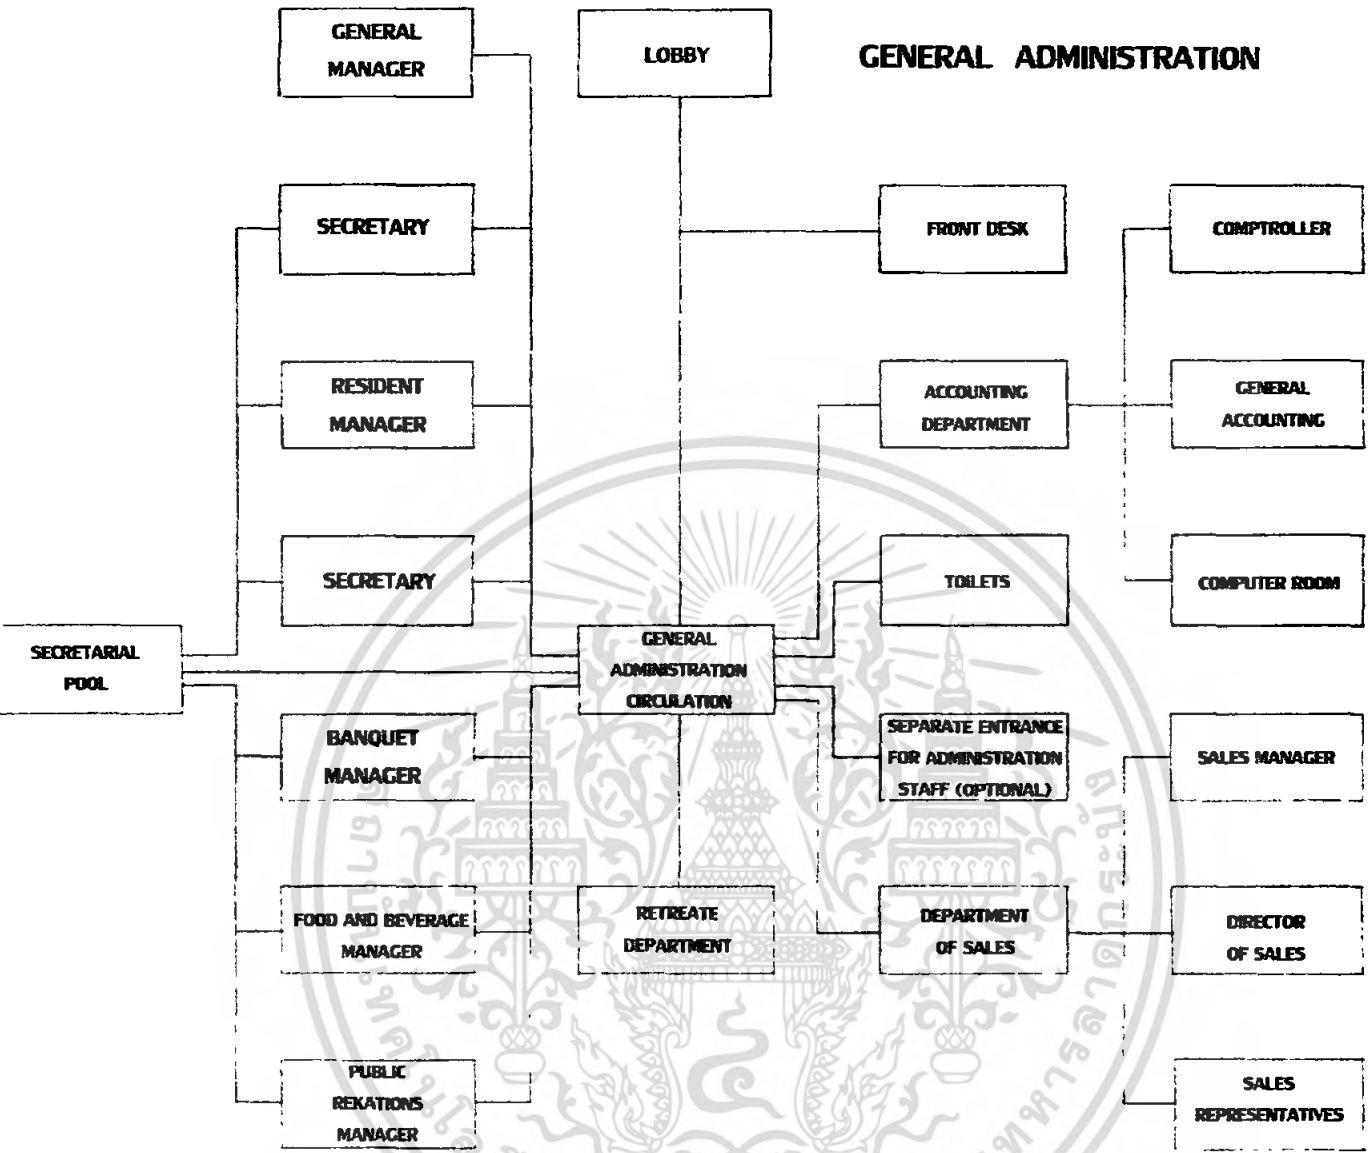 GENERAL
MANAGER
LOBBY
GENERAL ADMINISTRATION
SECRETARY
FRONT DESK
COMPTROLLER
RESIDENT
MANAGER
ACCOUNTING
DEPARTMENT
GENERAL
ACCOUNTING
SECRETARY
TOILETS
COMPUTER ROOM
SECRETARIAL
POOL
GENERAL
ADMINISTRATION
CIRCULATION
BANQUET
MANAGER
SEPARATE ENTRANCE
FOR ADMINISTRATION
STAFF (OPTIONAL)
SALES MANAGER
FOOD AND BEVERAGE
MANAGER
RETREATE
DEPARTMENT
DEPARTMENT
OF SALES
DIRECTOR
OF SALES
PUBLIC
REKATIONS
MANAGER
SALES
REPRESENTATIVES